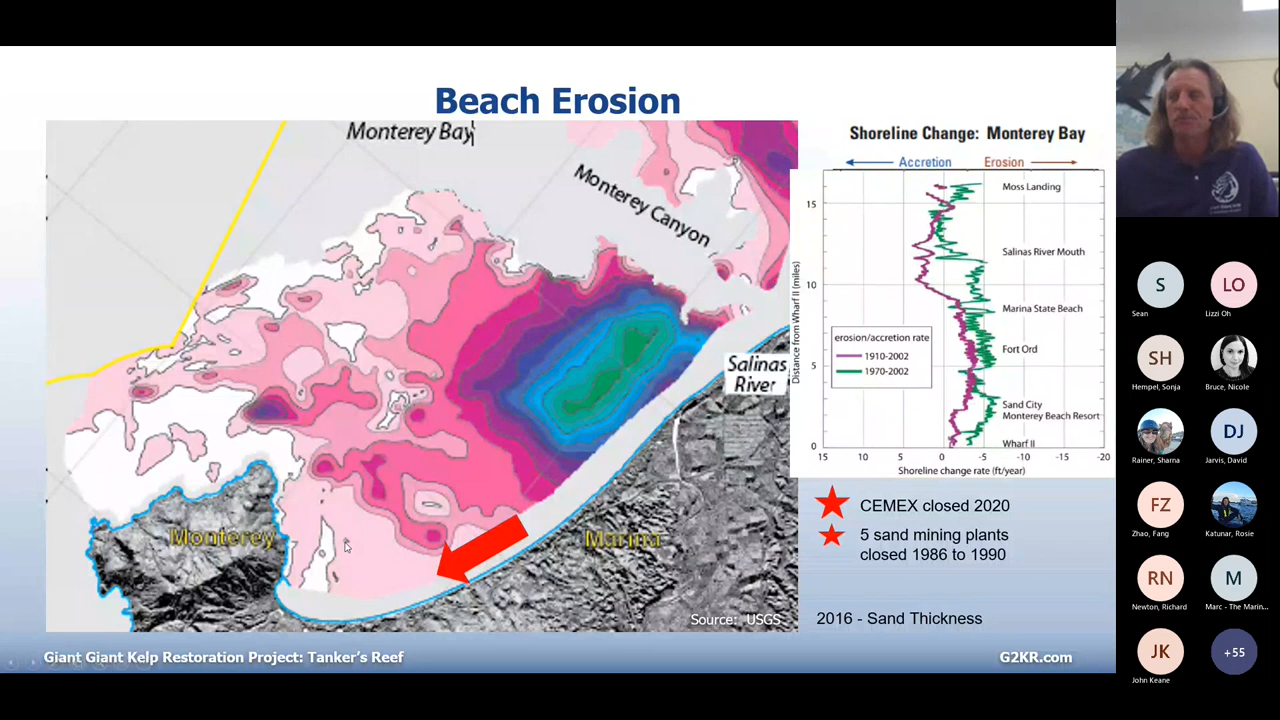 Beach Erosion
Monterey Bay
Monterey Canyon
Salinas
River
Monterey
Marina
Source: USGS
Shoreline Change: Monterey Bay
Accretion
Erosion
Distance from Wharf II (miles)
15
10
5
0
Moss Landing
Salinas River Mouth
Marina State Beach
Fort Ord
Sand City
Monterey Beach Resort
Wharf II
erosion/accretion rate
1910-2002
1970-2002
15 10 5 0 -5 -10 -15 -20
Shoreline change rate (ft/year)
CEMEX closed 2020
5 sand mining plants
closed 1986 to 1990
2016 - Sand Thickness
Giant Giant Kelp Restoration Project: Tanker's Reef
G2KR.com
S
Sean
LO
Lizzi Oh
SH
Hempel, Sonja
Bruce, Nicole
Rainer, Sharna
DJ
Jarvis, David
FZ
Zhao, Fang
Katunar, Rosie
RN
Newton, Richard
M
Marc - The Marin...
JK
John Keane
+55